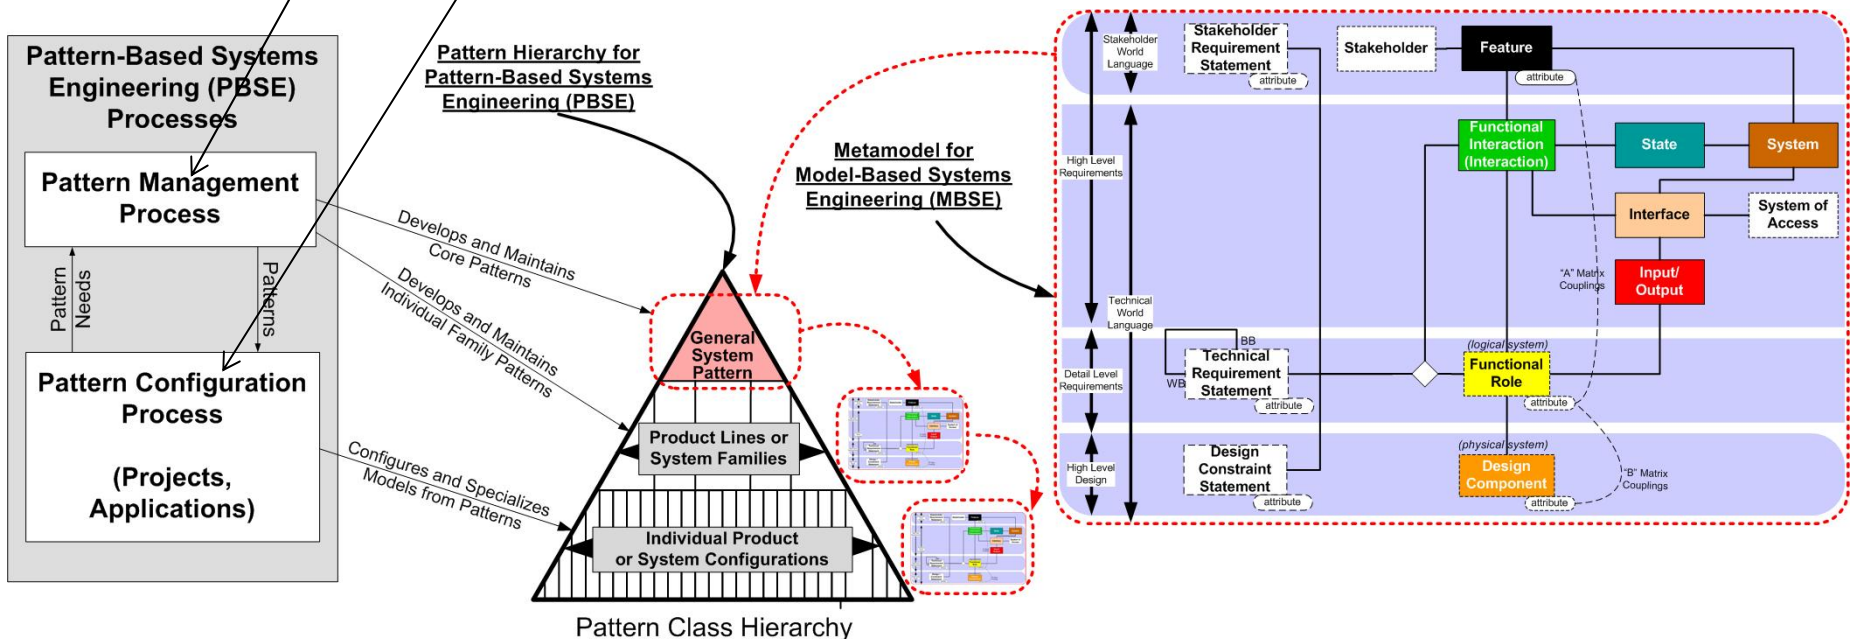 Pattern-Based Systems
Engineering (PBSE)
Processes
Pattern Management
Process
Pattern
Needs
Patterns
Pattern Configuration
Process
(Projects,
Applications)
Pattern Hierarchy for
Pattern-Based Systems
Engineering (PBSE)
Develops and Maintains
Core Patterns
Develops and Maintains
Individual Family Patterns
Configures and Specializes
Models from Patterns
General
System
Pattern
Product Lines or
System Families
Individual Product
or System Configurations
Pattern Class Hierarchy
Metamodel for
Model-Based Systems
Engineering (MBSE)
Stakeholder
World
Language
High Level
Requirements
Technical
World
Language
Detail Level
Requirements
High Level
Design
Stakeholder
Requirement
Statement
attribute
Stakeholder
Feature
attribute
Functional
Interaction
(Interaction)
State
System
Interface
System of
Access
"A" Matrix
Couplings
Input/
Output
BB
WB
Technical
Requirement
Statement
attribute
(logical system)
Functional
Role
attribute
Design
Constraint
Statement
attribute
(physical system)
Design
Component
attribute
"B" Matrix
Couplings